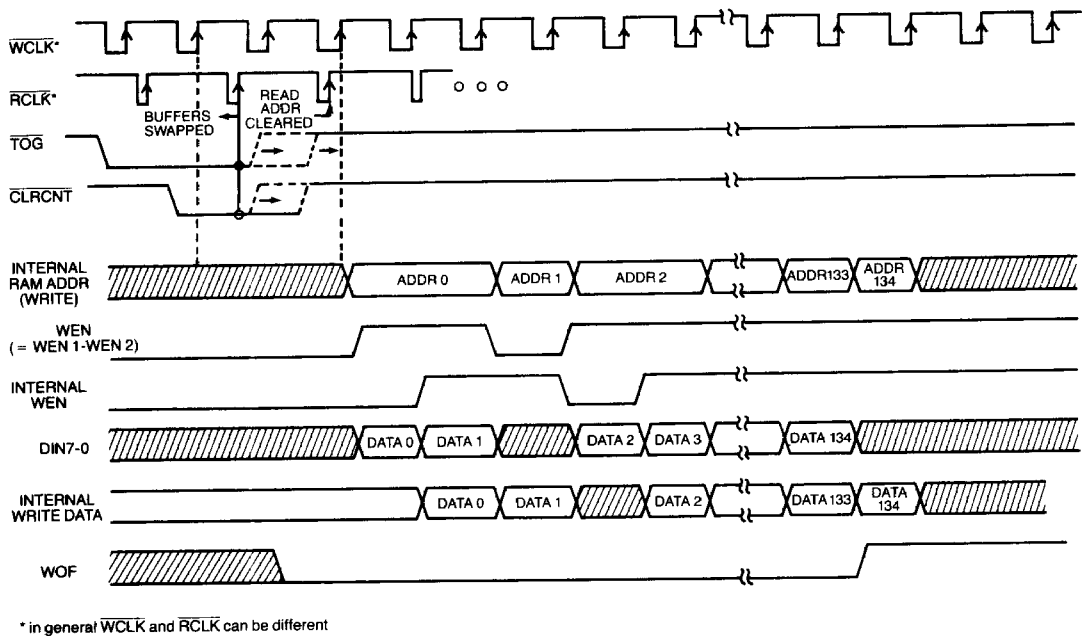 WCLK*
RCLK*
BUFFERS
SWAPPED
READ
ADDR
CLEARED
TOG
CLRCNT
INTERNAL
RAM ADDR
(WRITE)
ADDR 0
ADDR 1
ADDR 2
ADDR133
ADDR
134
WEN
( = WEN 1-WEN 2)
INTERNAL
WEN
DIN7-0
DATA 0
DATA 1
DATA 2
DATA 3
DATA 134
INTERNAL
WRITE DATA
DATA 0
DATA 1
DATA 2
DATA133
DATA
134
WOF
* in general WCLK and RCLK can be different